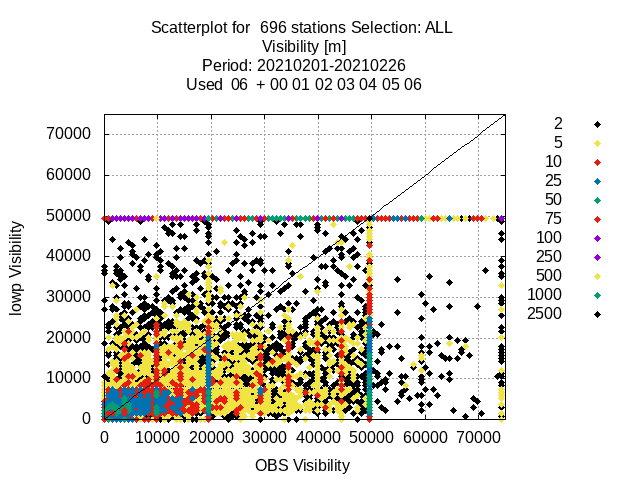 Scatterplot for  696 stations Selection: ALL
Visibility [m]
Period: 20210201-20210226
Used  06  + 00 01 02 03 04 05 06
70000
60000
50000
40000
30000
20000
10000
0
Iowp Visibility
0 10000 20000 30000 40000 50000 60000 70000
OBS Visibility
2
5
10
25
50
75
100
250
500
1000
2500